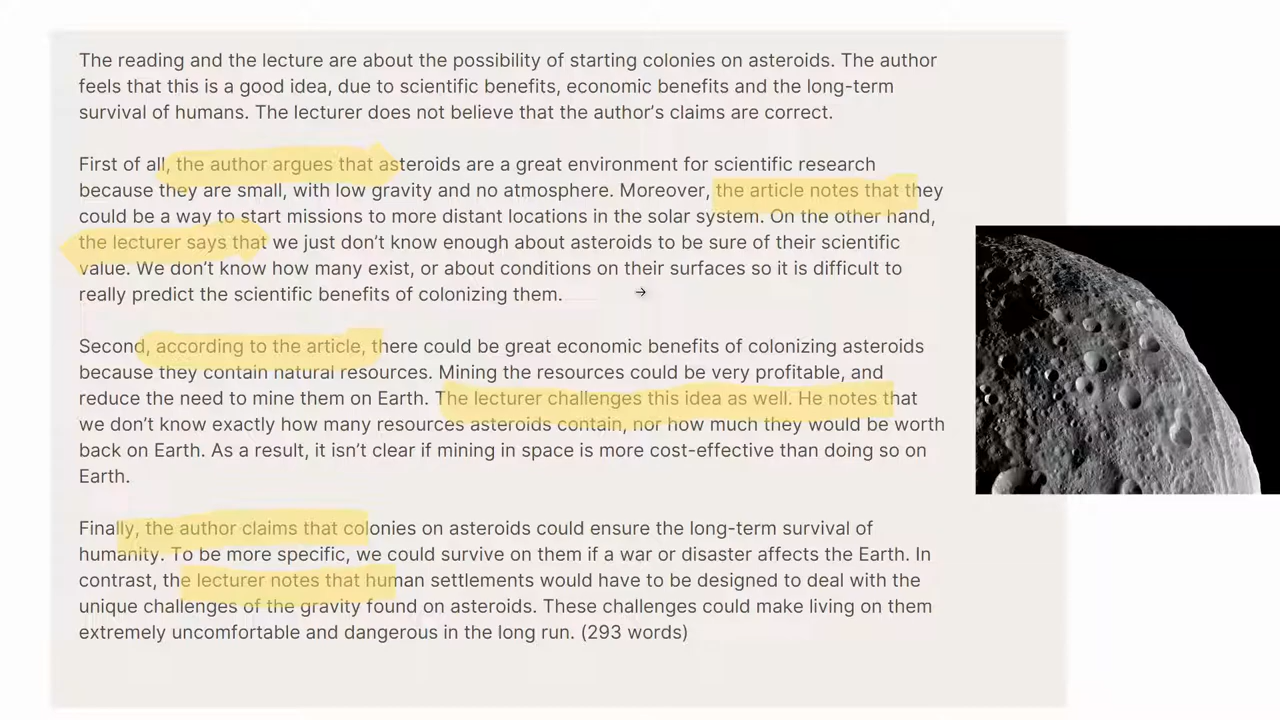 The reading and the lecture are about the possibility of starting colonies on asteroids. The author
feels that this is a good idea, due to scientific benefits, economic benefits and the long-term
survival of humans. The lecturer does not believe that the author's claims are correct.
First of all, the author argues that asteroids are a great environment for scientific research
because they are small, with low gravity and no atmosphere. Moreover, the article notes that they
could be a way to start missions to more distant locations in the solar system. On the other hand,
the lecturer says that we just don't know enough about asteroids to be sure of their scientific
value. We don't know how many exist, or about conditions on their surfaces so it is difficult to
really predict the scientific benefits of colonizing them.
Second, according to the article, there could be great economic benefits of colonizing asteroids
because they contain natural resources. Mining the resources could be very profitable, and
reduce the need to mine them on Earth. The lecturer challenges this idea as well. He notes that
we don't know exactly how many resources asteroids contain, nor how much they would be worth
back on Earth. As a result, it isn't clear if mining in space is more cost-effective than doing so on
Earth.
Finally, the author claims that colonies on asteroids could ensure the long-term survival of
humanity. To be more specific, we could survive on them if a war or disaster affects the Earth. In
contrast, the lecturer notes that human settlements would have to be designed to deal with the
unique challenges of the gravity found on asteroids. These challenges could make living on them
extremely uncomfortable and dangerous in the long run. (293 words)